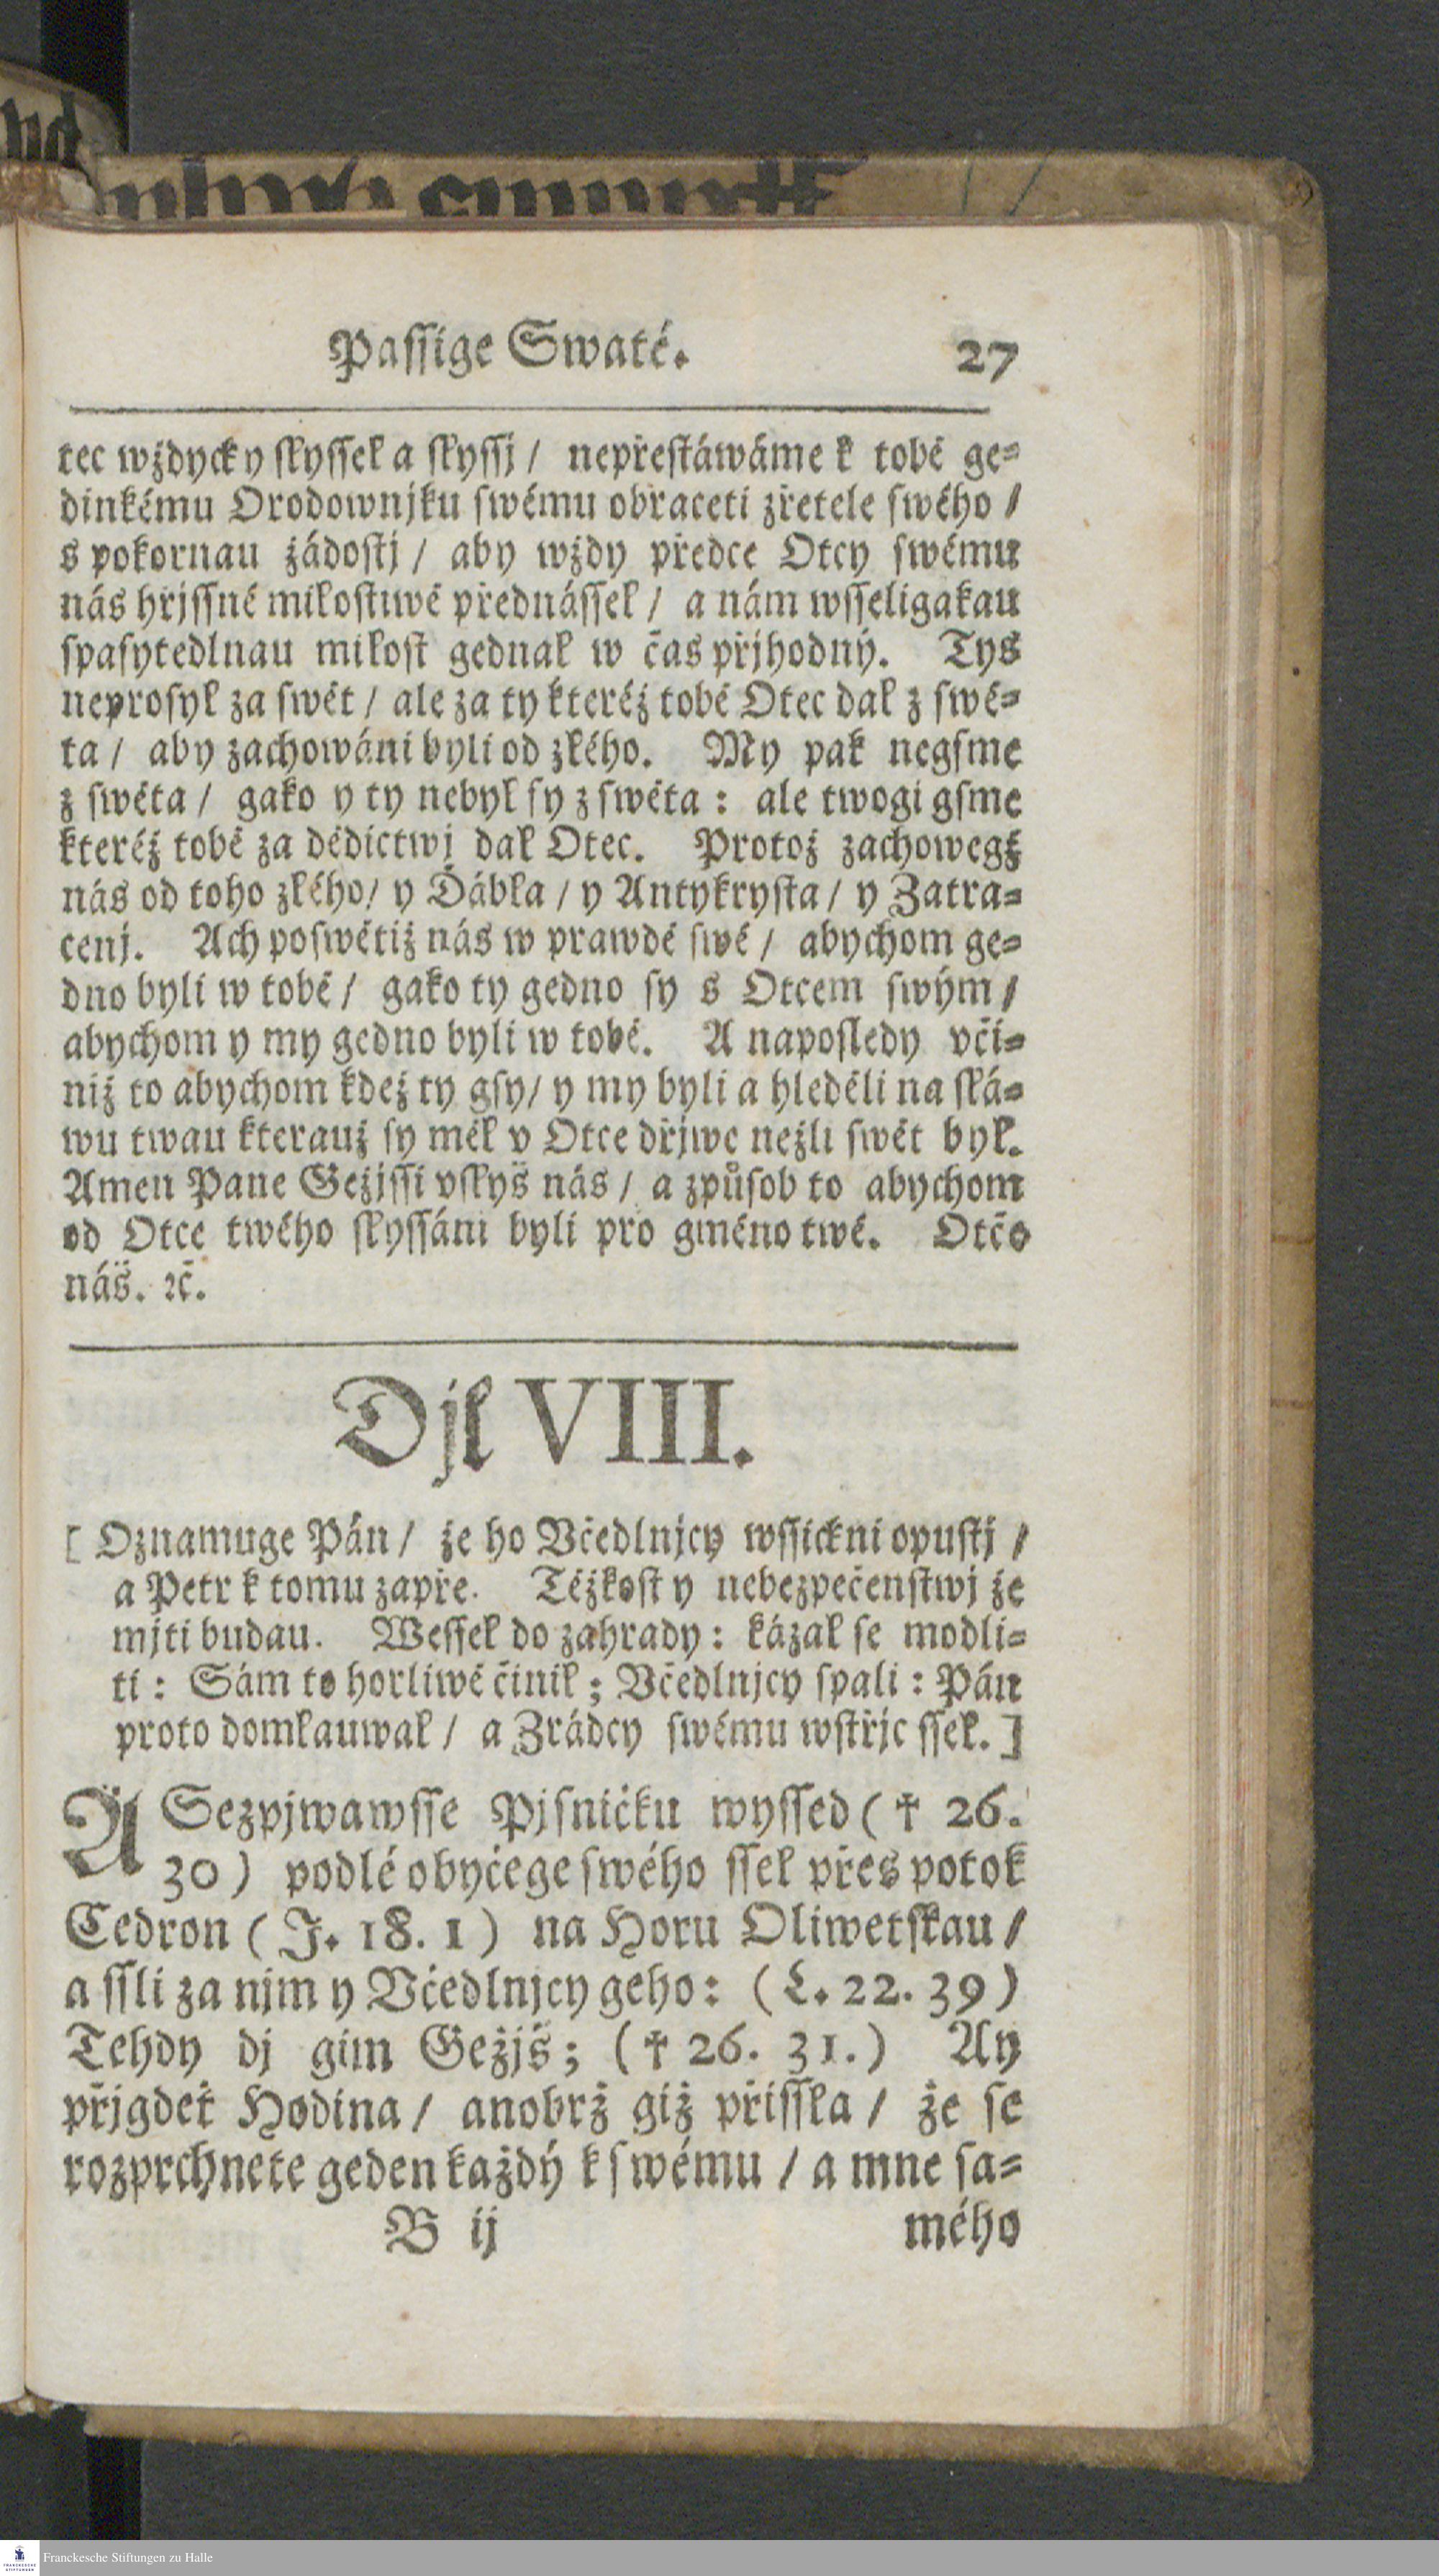 Passige Swaté. 27
tec wždycky slyssel a slyssj / nepřestáwáme k tobě ge-
dinkému Orodownjku swému obraceti zřetele swého /
s pokornau žádostj / aby wždy předce Otcy swému
nás hřjssné milostiwě přednássel / a nám wsseligakau
spasytedlnau milost gednal w čas přjhodný. Tys
neprosyl za swět / ale za ty kteréž tobě Otec dal z swě-
ta / aby zachowáni byli od zlého. My pak negsme
z swěta / gako y ty nebyl sy z swěta : ale twogi gsme
kteréž tobě za dědictwj dal Otec. Protož zachowegž
nás od toho zlého / y Ďábla / y Antykrysta / y Zatra-
cenj. Ach poswětiž nás w prawdě swé / abychom ge-
dno byli w tobě / gako ty gedno sy s Otcem swým /
abychom y my gedno byli w tobě. A naposledy včï-
niž to abychom kdež ty gsy / y my byli a hleděli na slá-
wu twau kterauž sy měl v Otce dřjwe nežli swět byl.
Amen Pane Gežjssi vslyš nás / a způsob to abychom
od Otce twého slyssáni byli pro gméno twé. Otče
náš. ꝛč.
Djl VIII.
[ Oznamuge Pán / že ho Včedlnjcy wssickni opustj /
a Petr k tomu zapře. Těžkost y nebezpečenstwj že
mjti budau. Wessel do zahrady : kázal se modli-
ti : Sám to horliwě činil ; Včedlnjcy spali : Pán
proto domlauwal / a Zrádcy swému wstřjc ssel. ]
A Sezpjwawsse Pjsničku wyssed ( ✝ 26.
30 ) podlé obyčege swého ssel přes potok
Cedron ( J. 18. 1 ) na Horu Oliwetskau /
a ssli za njm y Včedlnjcy geho : ( L. 22. 39 )
Tehdy dj gim Gežjš ; ( ✝ 26. 31. ) Ay
přjgdeť Hodina / anobrž giž přissla / že se
rozprchnete geden každý k swému / a mne sa-
B ij mého
Franckesche Stiftungen zu Halle